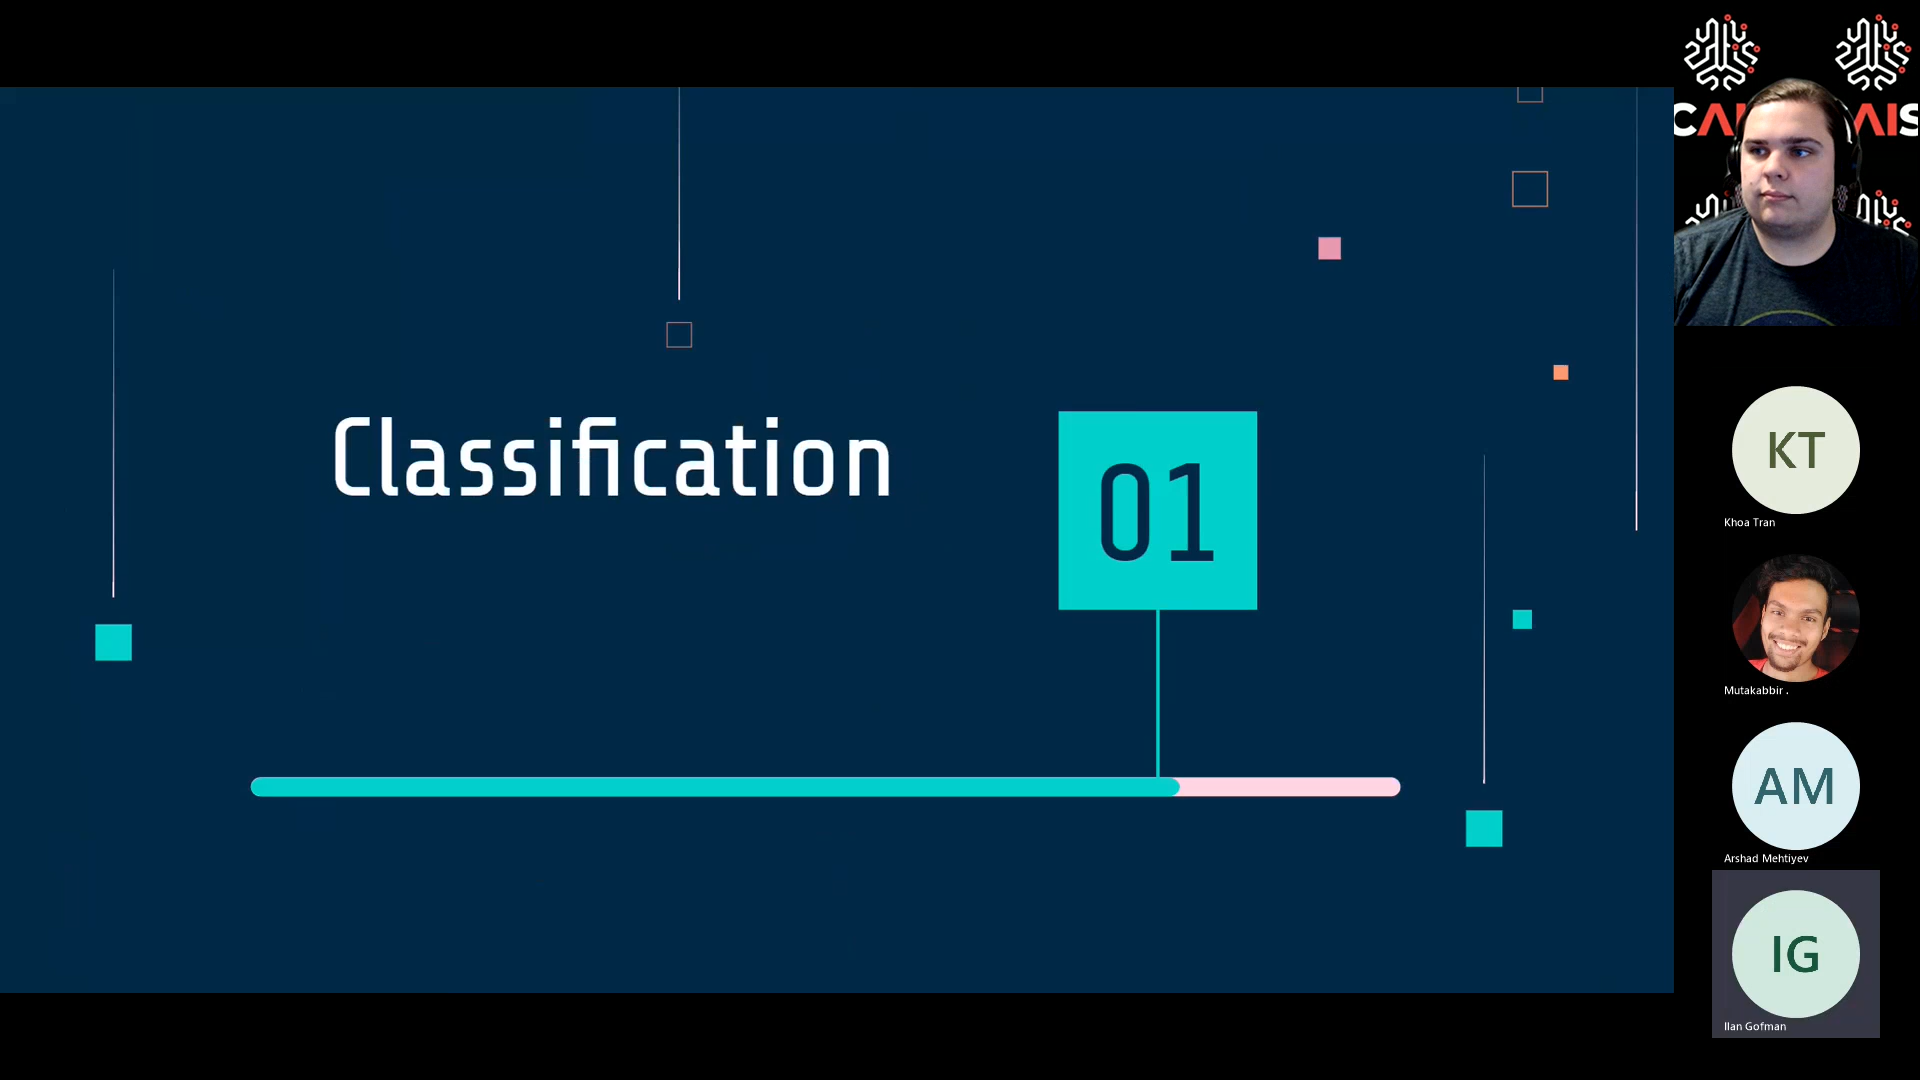 Classification
01
KT
Khoa Tran
Mutakabbir .
AM
Arshad Mehtiyev
IG
Ilan Gofman